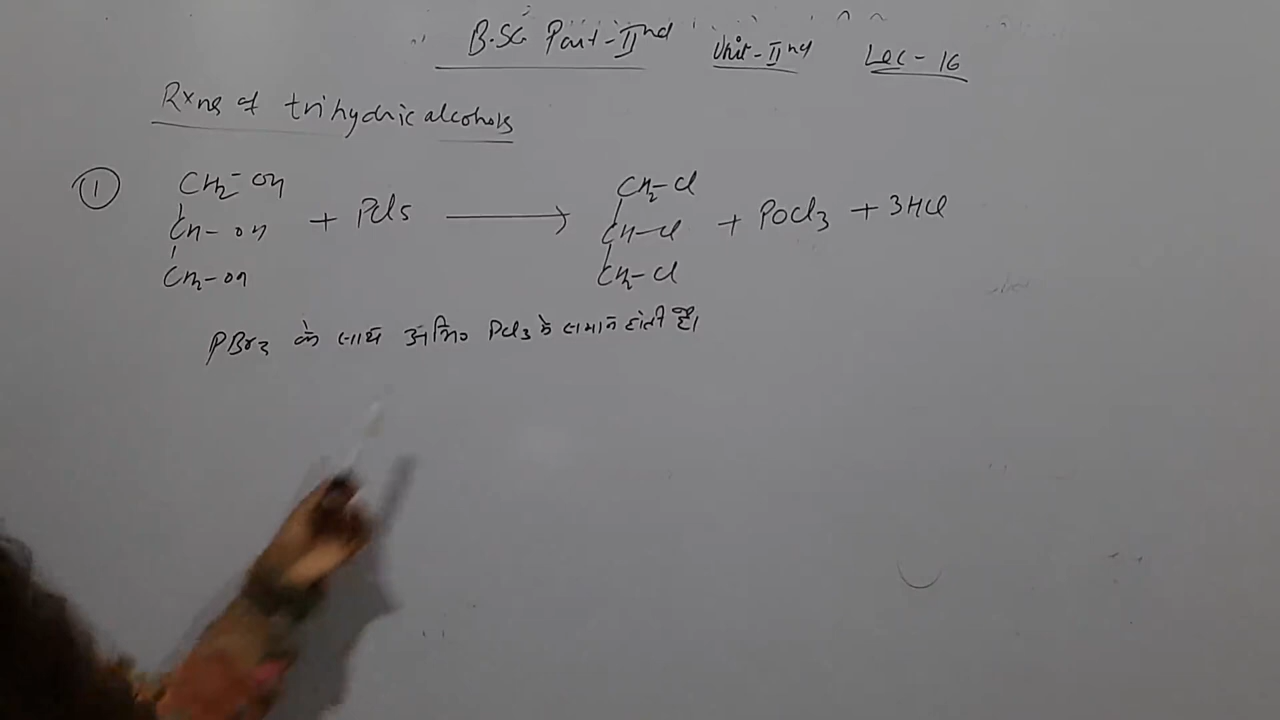 B.SC Part-IInd Unit-IInd Lec-16
Rxns of trihydric alcohols
① CH2-OH CH2-Cl
CH-OH + PCl5 ⟶ CH-Cl + POCl3 + 3HCl
CH2-OH CH2-Cl
PBr3 के साथ अभि० PCl3 के समान होती है।